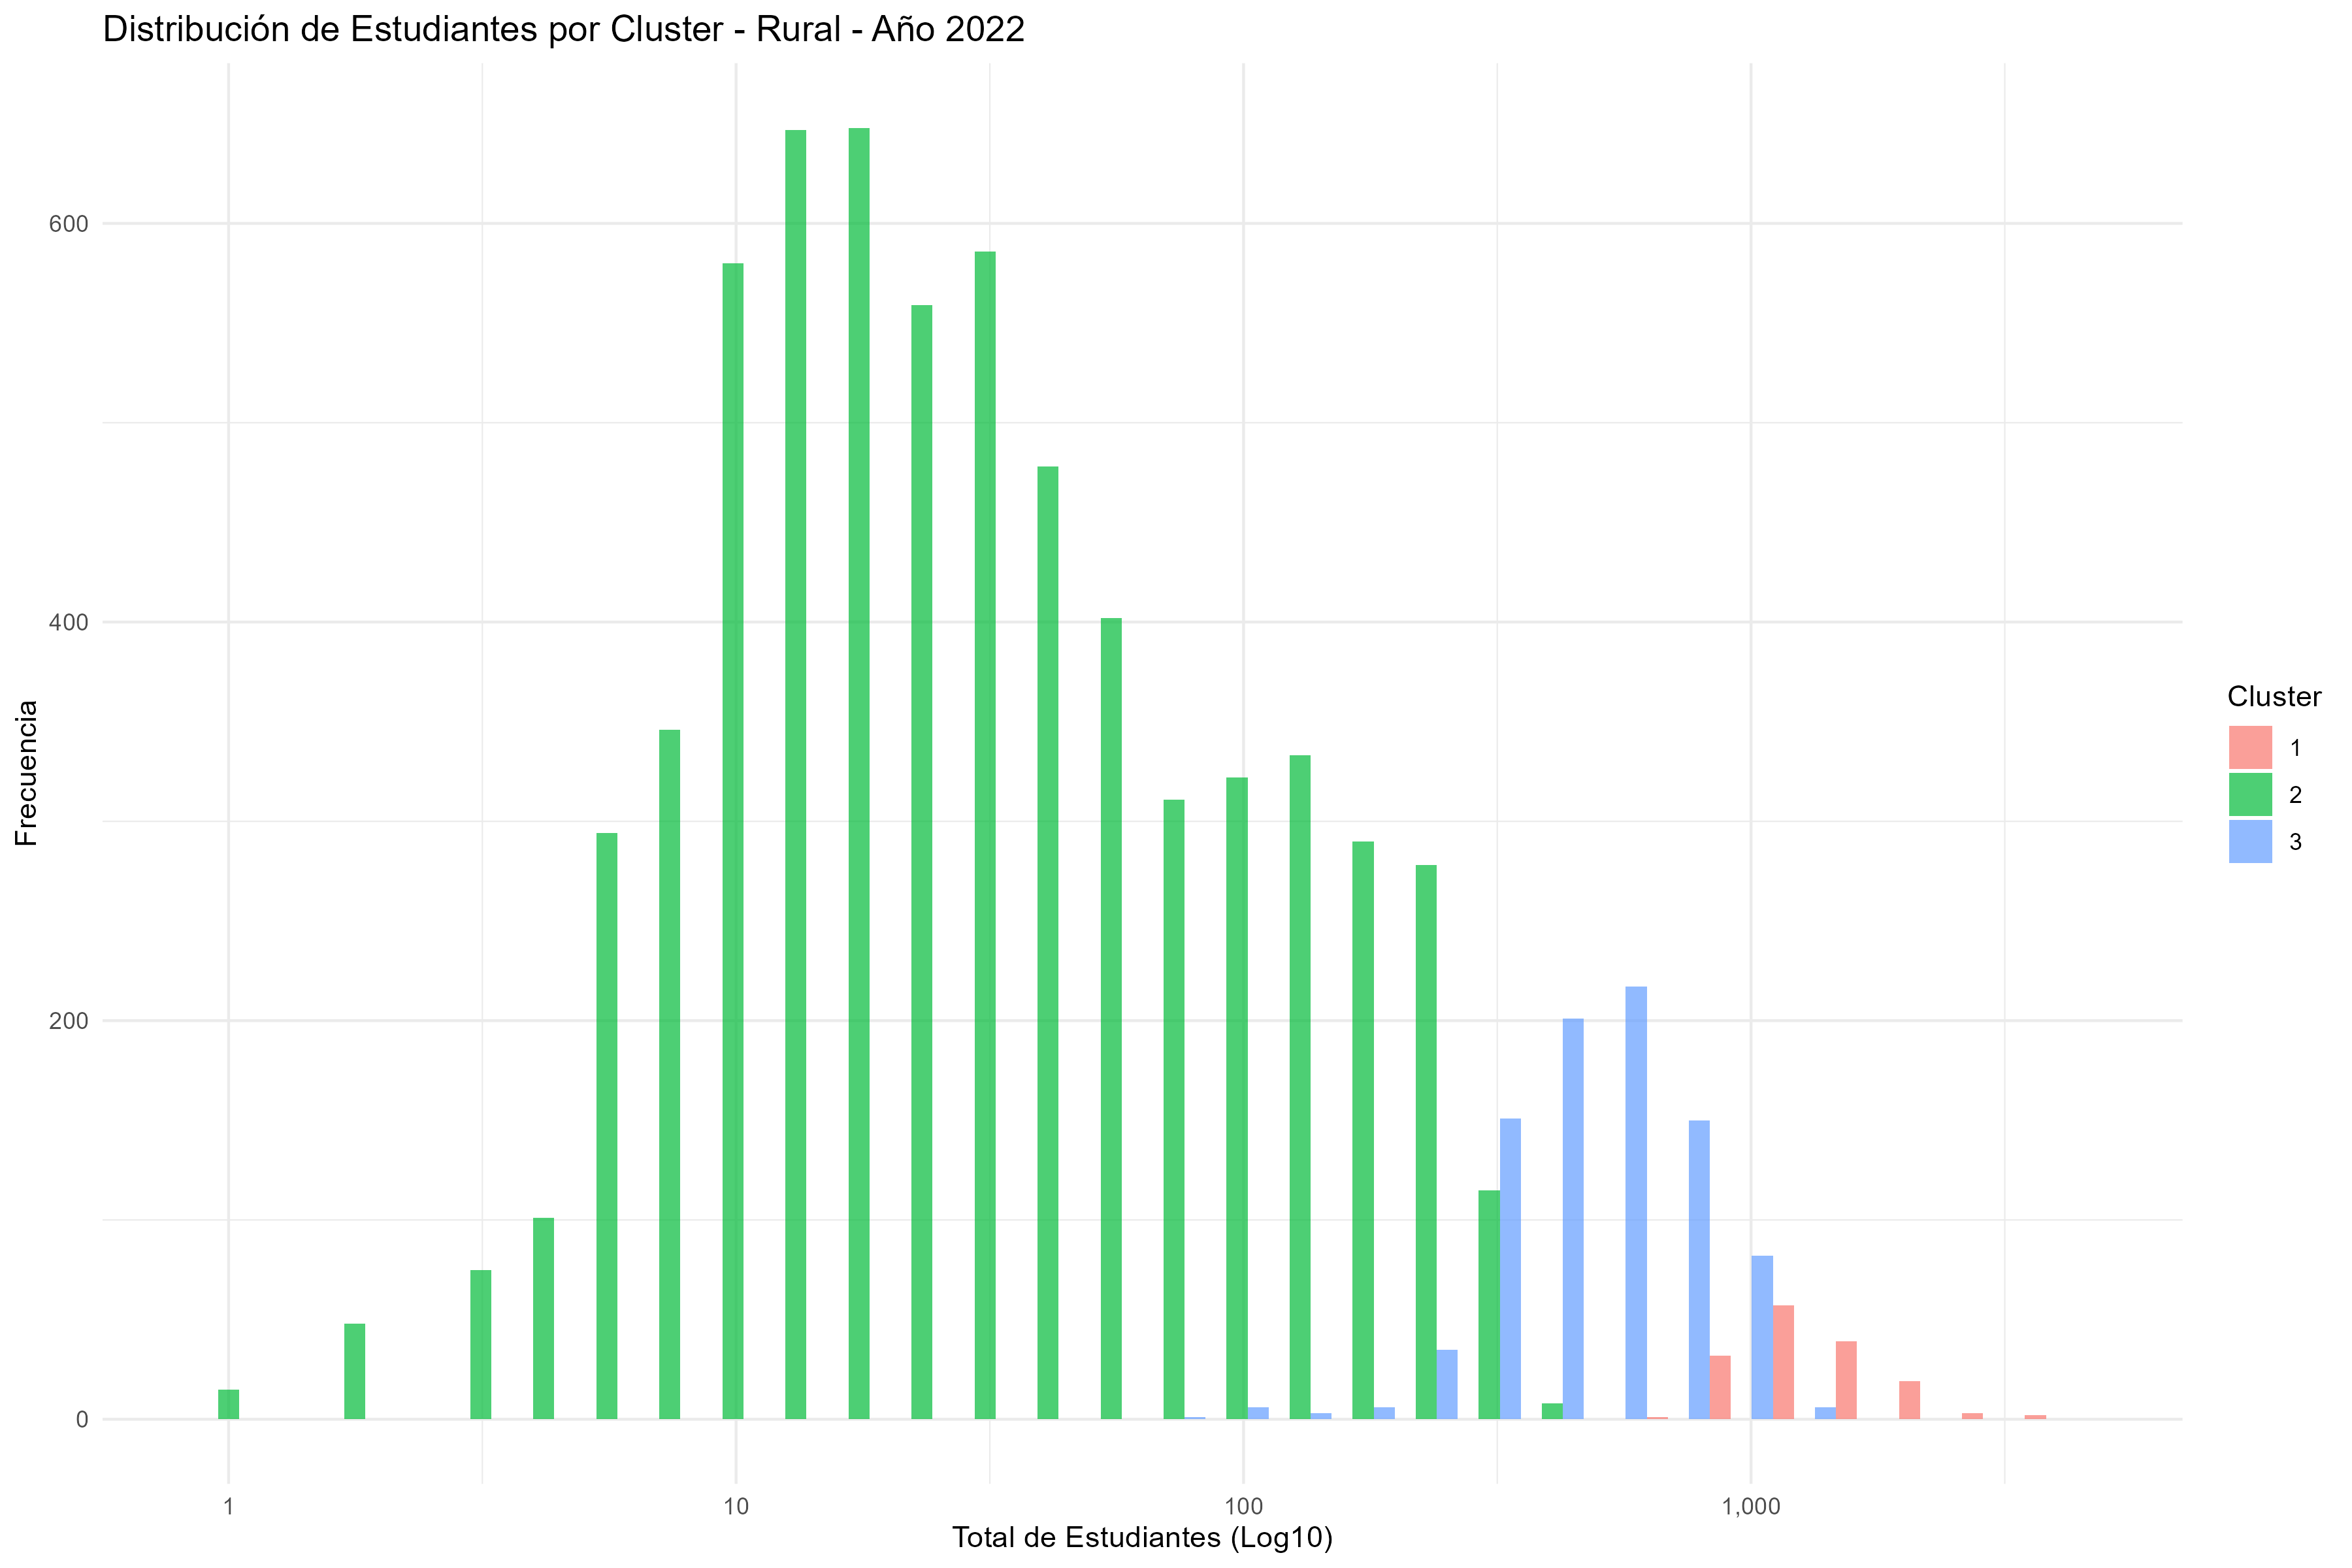 Distribución de Estudiantes por Cluster - Rural - Año 2022
Frecuencia
600
400
200
0
1
10
100
1,000
Total de Estudiantes (Log10)
Cluster
1
2
3